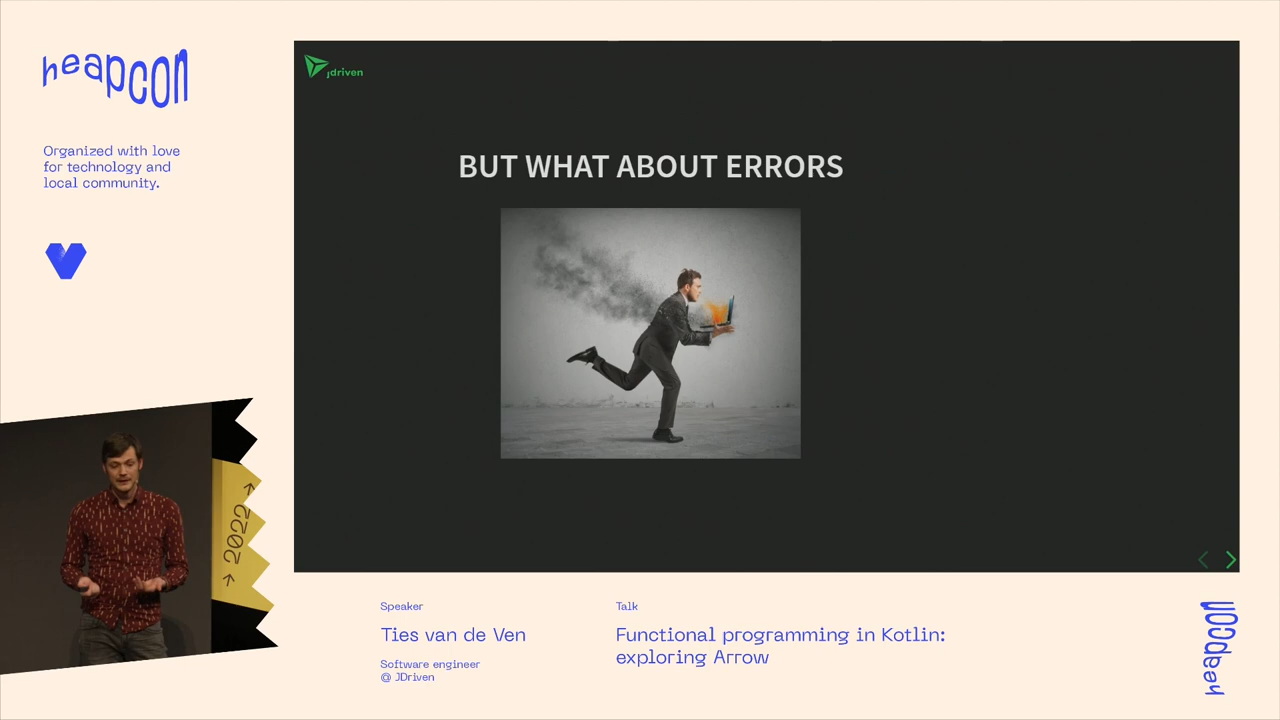 heapcon
Organized with love
for technology and
local community.
jdriven
BUT WHAT ABOUT ERRORS
→ 2022 →
Speaker
Ties van de Ven
Software engineer
@ JDriven
Talk
Functional programming in Kotlin:
exploring Arrow
heapcon